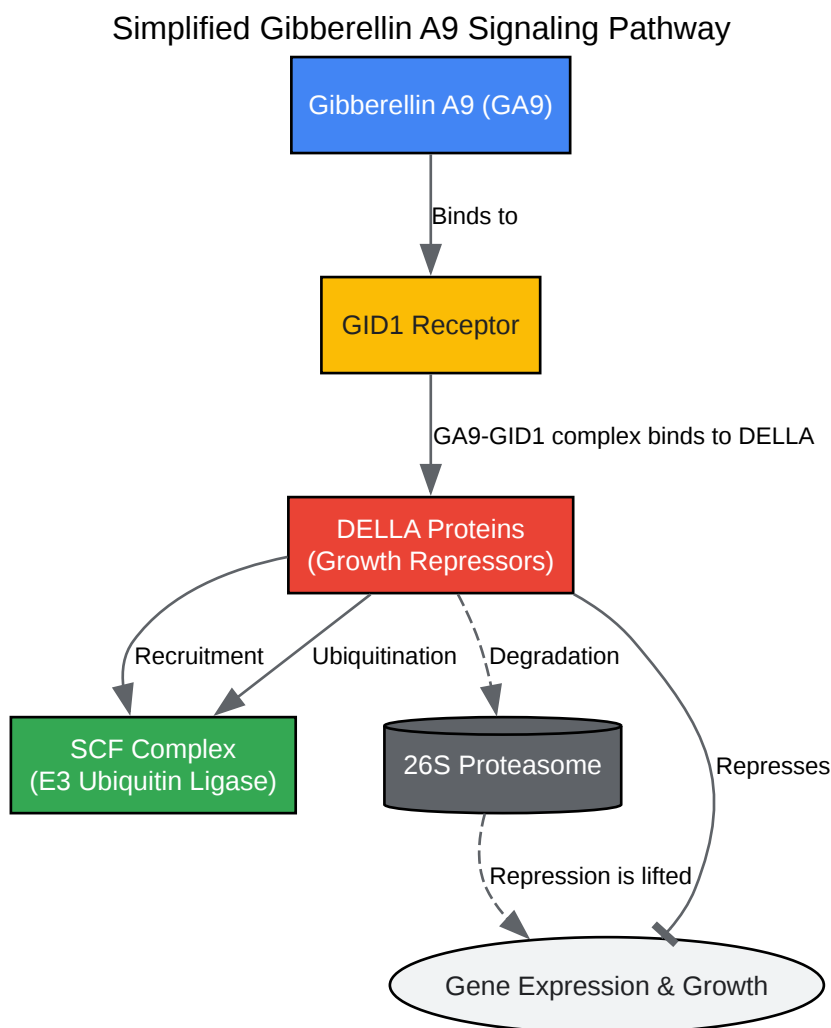 Simplified Gibberellin A9 Signaling Pathway
Gibberellin A9 (GA9)
Binds to
GID1 Receptor
GA9-GID1 complex binds to DELLA
DELLA Proteins
(Growth Repressors)
Recruitment
Ubiquitination
Degradation
SCF Complex
(E3 Ubiquitin Ligase)
26S Proteasome
Represses
Repression is lifted
Gene Expression & Growth